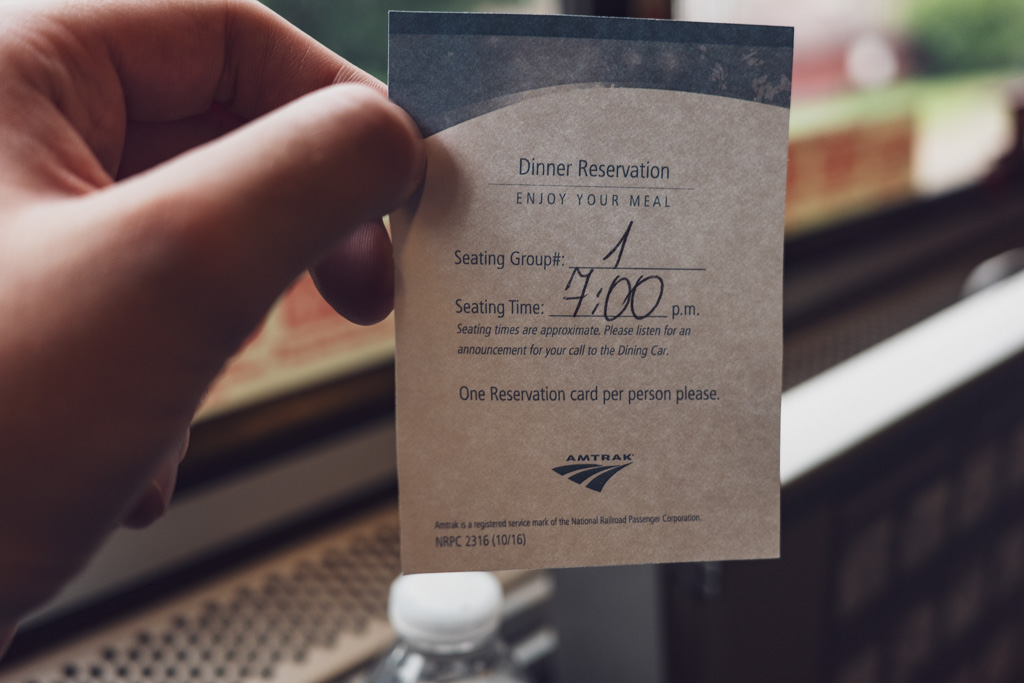 Dinner Reservation
ENJOY YOUR MEAL
Seating Group#: 1
Seating Time: 7:00 p.m.
Seating times are approximate. Please listen for an
announcement for your call to the Dining Car.
One Reservation card per person please.
AMTRAK
Amtrak is a registered service mark of the National Railroad Passenger Corporation.
NRPC 2316 (10/16)